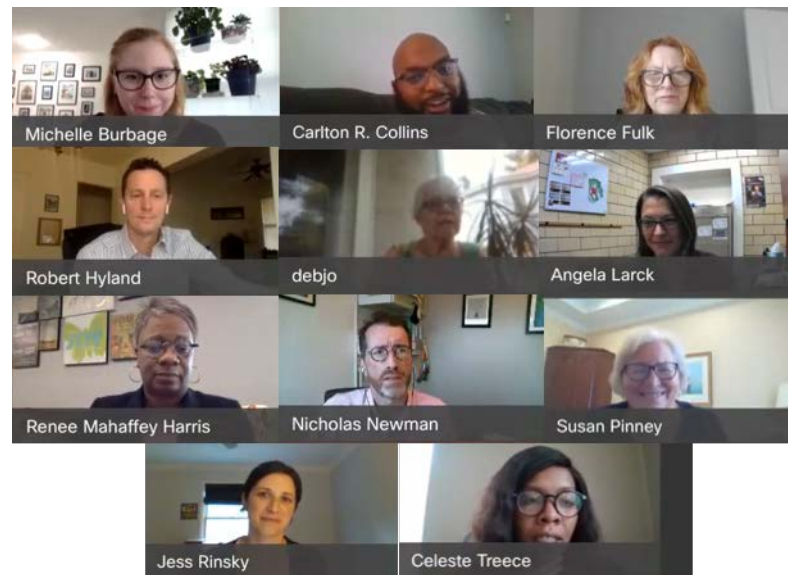 Michelle Burbage
Carlton R. Collins
Florence Fulk
Robert Hyland
debjo
Angela Larck
Renee Mahaffey Harris
Nicholas Newman
Susan Pinney
Jess Rinsky
Celeste Treece